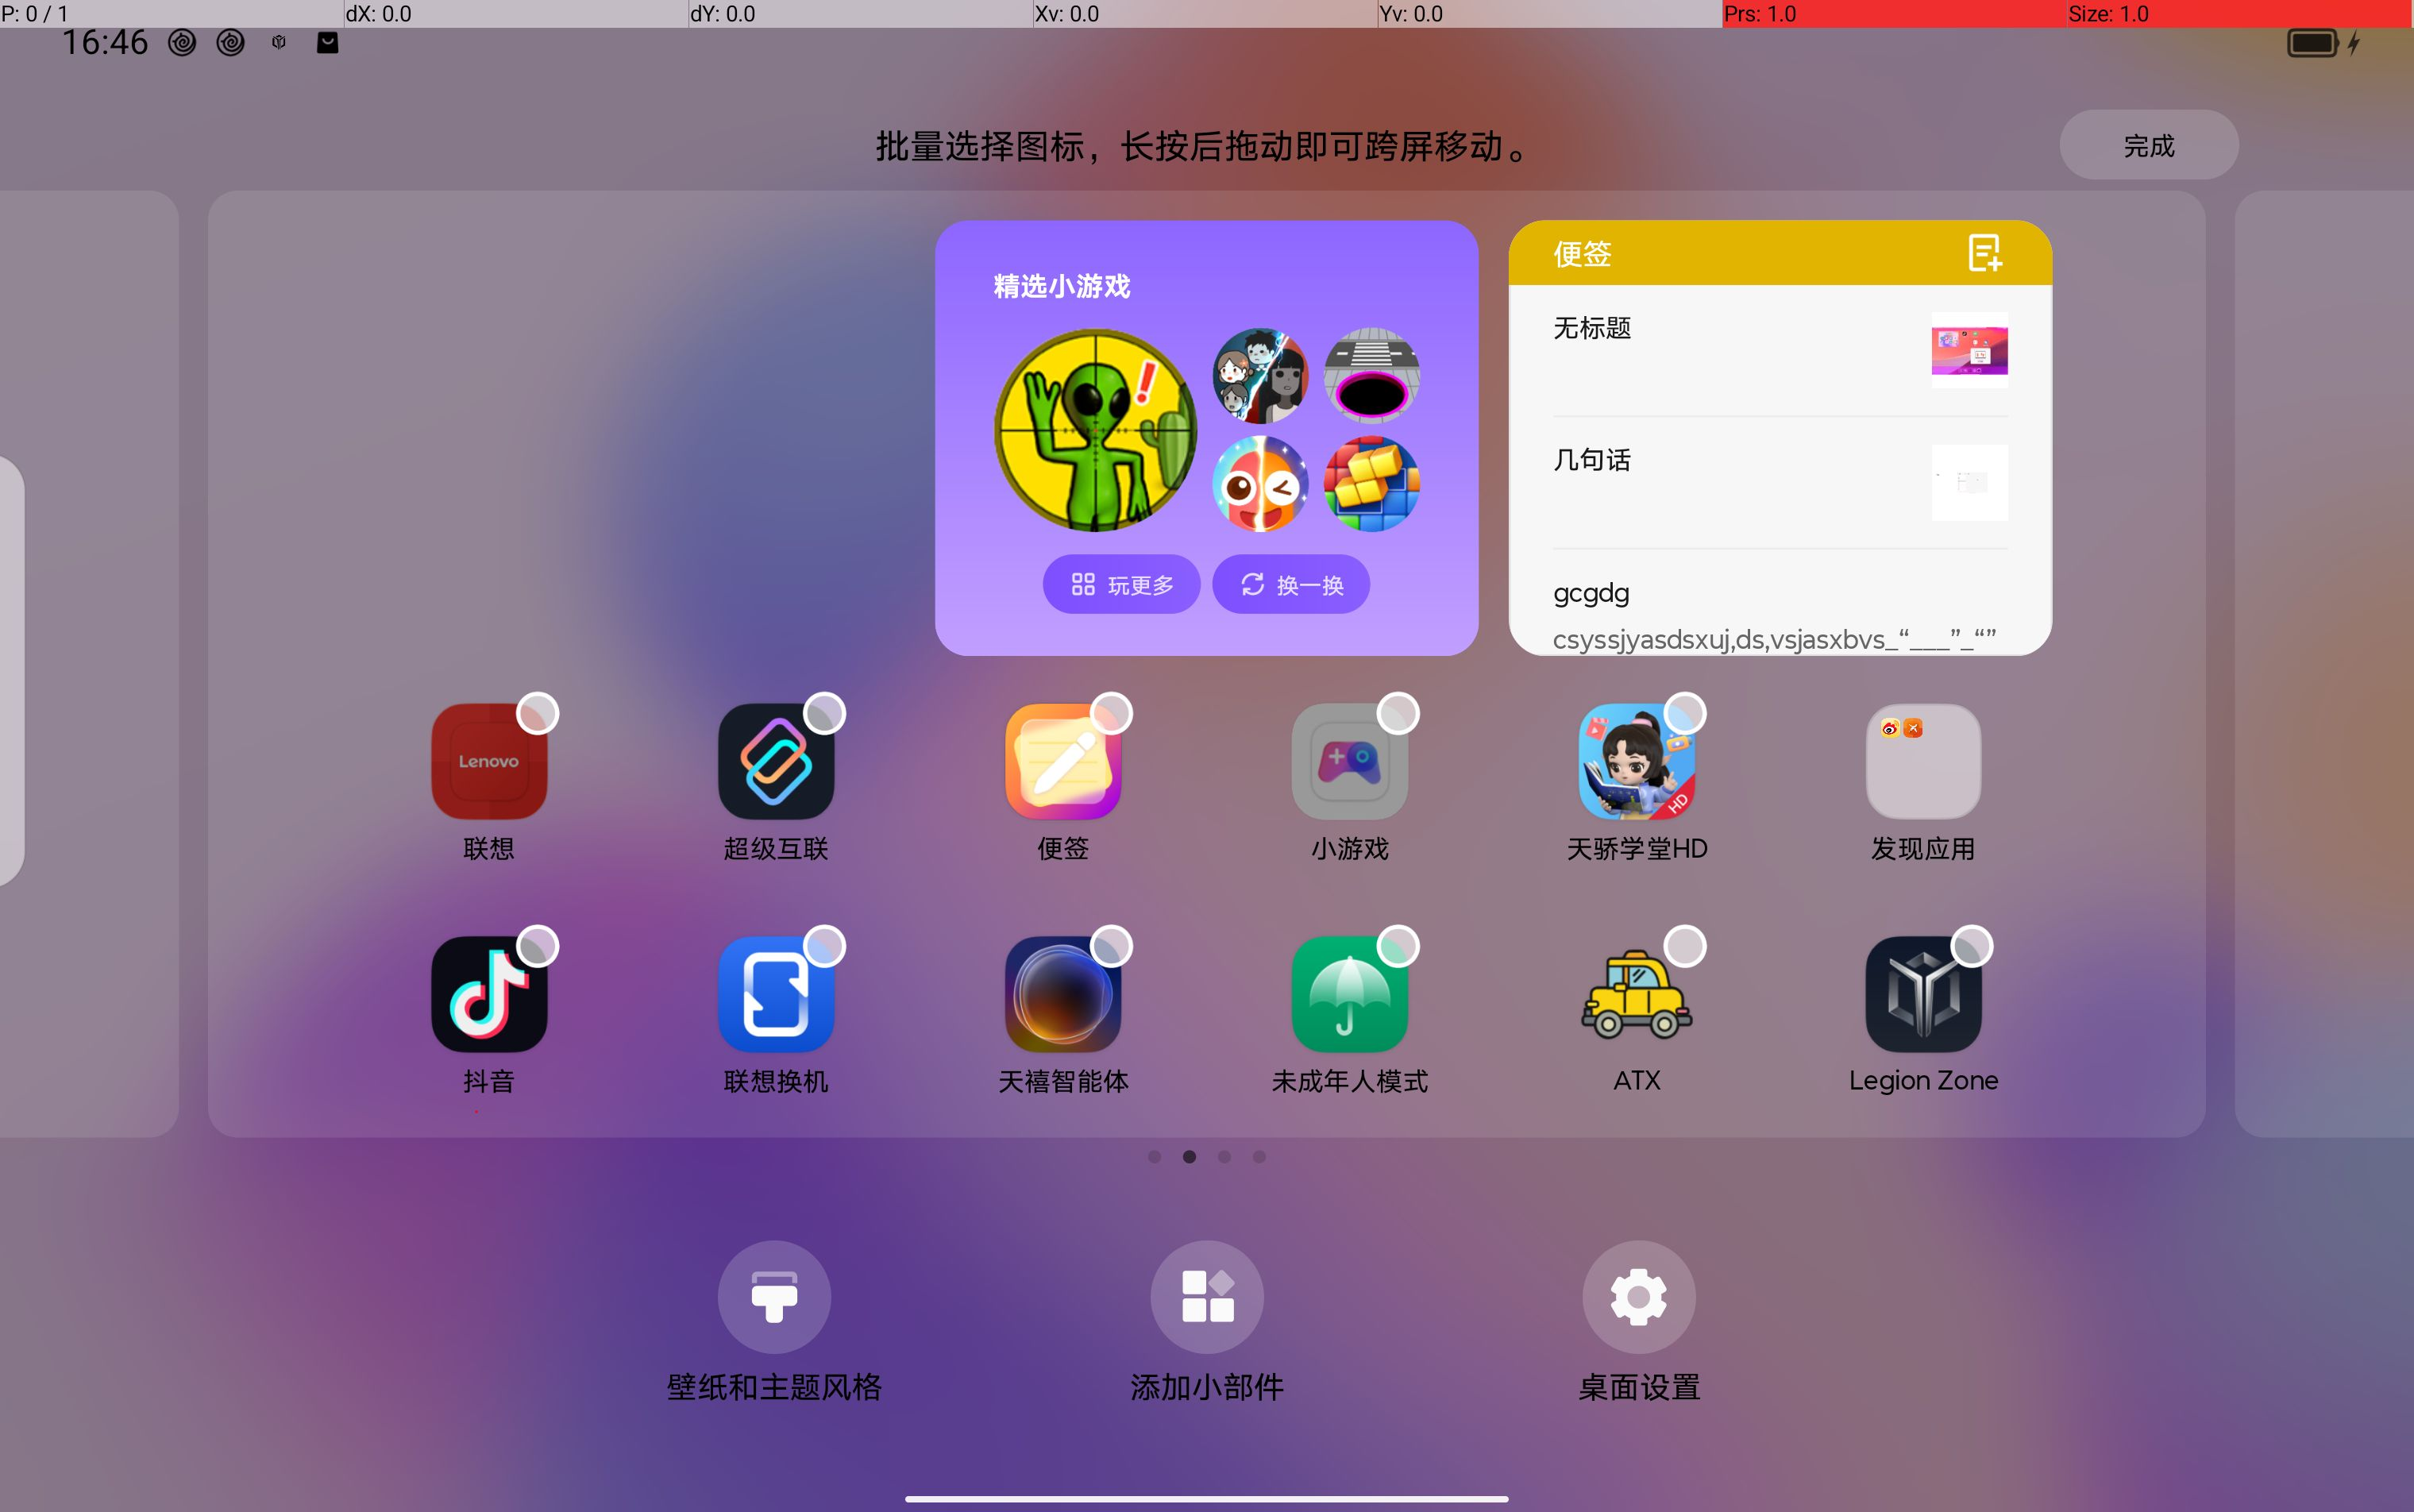 P: 0 / 1 dX: 0.0 dY: 0.0 Xv: 0.0 Yv: 0.0 Prs: 1.0 Size: 1.0
16:46
批量选择图标，长按后拖动即可跨屏移动。
完成
精选小游戏
玩更多 换一换
便签
无标题
几句话
gcgdg
csyssjyasdsxuj,ds,vsjasxbvs_“___”_“”
Lenovo
HD
联想 超级互联 便签 小游戏 天骄学堂HD 发现应用
抖音 联想换机 天禧智能体 未成年人模式 ATX Legion Zone
壁纸和主题风格 添加小部件 桌面设置